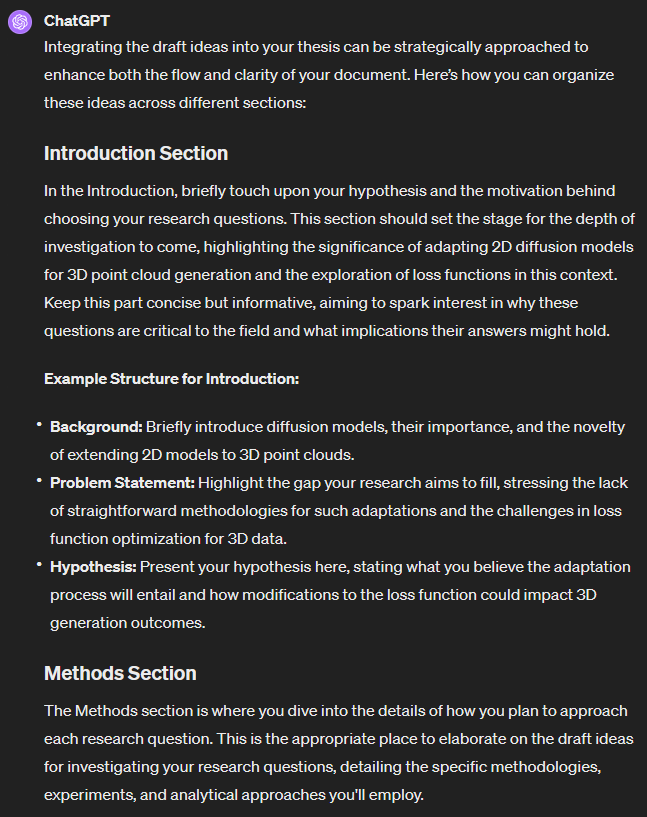 ChatGPT
Integrating the draft ideas into your thesis can be strategically approached to
enhance both the flow and clarity of your document. Here's how you can organize
these ideas across different sections:
Introduction Section
In the Introduction, briefly touch upon your hypothesis and the motivation behind
choosing your research questions. This section should set the stage for the depth of
investigation to come, highlighting the significance of adapting 2D diffusion models
for 3D point cloud generation and the exploration of loss functions in this context.
Keep this part concise but informative, aiming to spark interest in why these
questions are critical to the field and what implications their answers might hold.
Example Structure for Introduction:
• Background: Briefly introduce diffusion models, their importance, and the novelty
of extending 2D models to 3D point clouds.
• Problem Statement: Highlight the gap your research aims to fill, stressing the lack
of straightforward methodologies for such adaptations and the challenges in loss
function optimization for 3D data.
• Hypothesis: Present your hypothesis here, stating what you believe the adaptation
process will entail and how modifications to the loss function could impact 3D
generation outcomes.
Methods Section
The Methods section is where you dive into the details of how you plan to approach
each research question. This is the appropriate place to elaborate on the draft ideas
for investigating your research questions, detailing the specific methodologies,
experiments, and analytical approaches you'll employ.